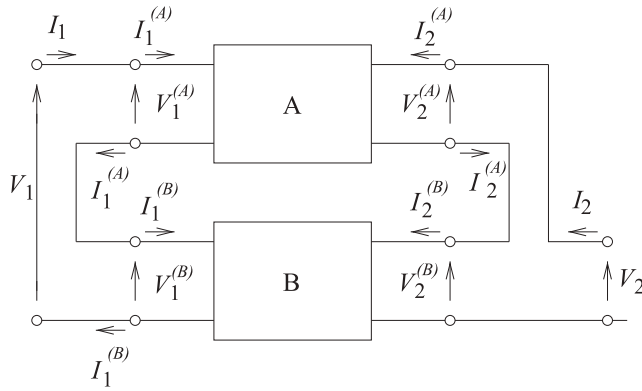 I₁ I₁⁽ᴬ⁾ I₂⁽ᴬ⁾
V₁⁽ᴬ⁾ A V₂⁽ᴬ⁾
V₁ I₁⁽ᴬ⁾ I₁⁽ᴮ⁾ I₂⁽ᴮ⁾ I₂⁽ᴬ⁾
I₂
V₁⁽ᴮ⁾ B V₂⁽ᴮ⁾ V₂
I₁⁽ᴮ⁾